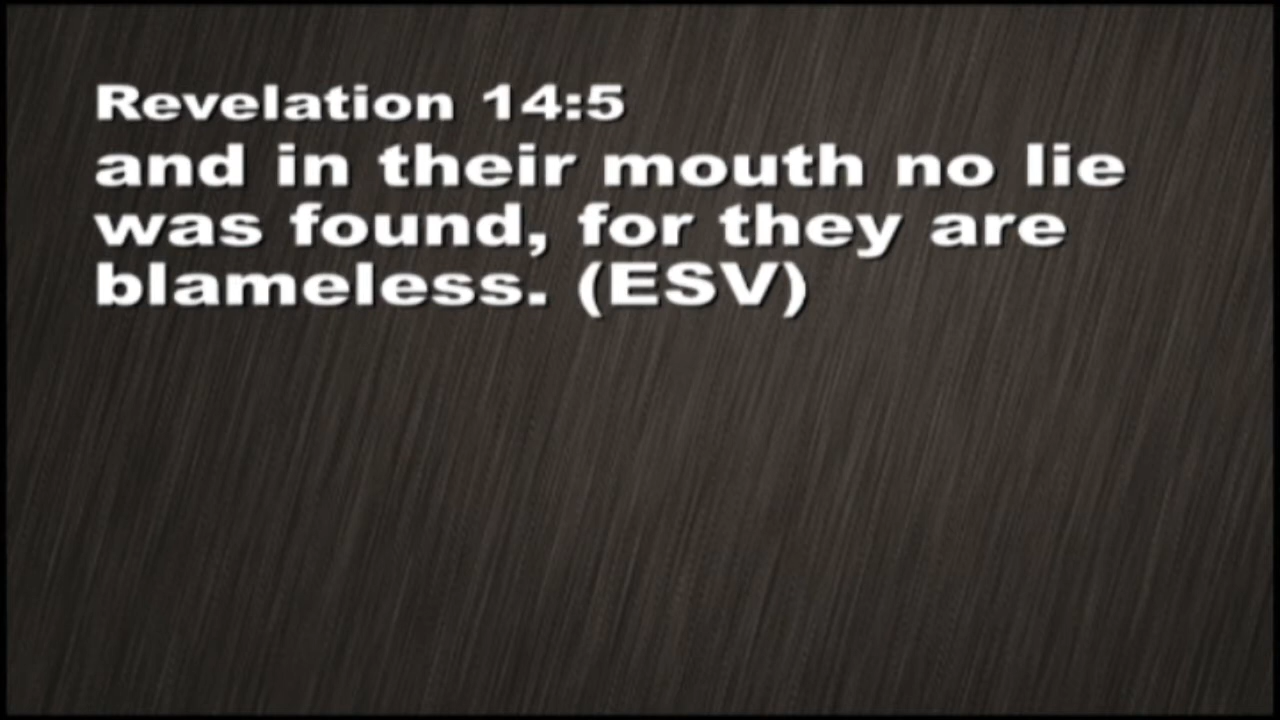 Revelation 14:5
and in their mouth no lie
was found, for they are
blameless. (ESV)